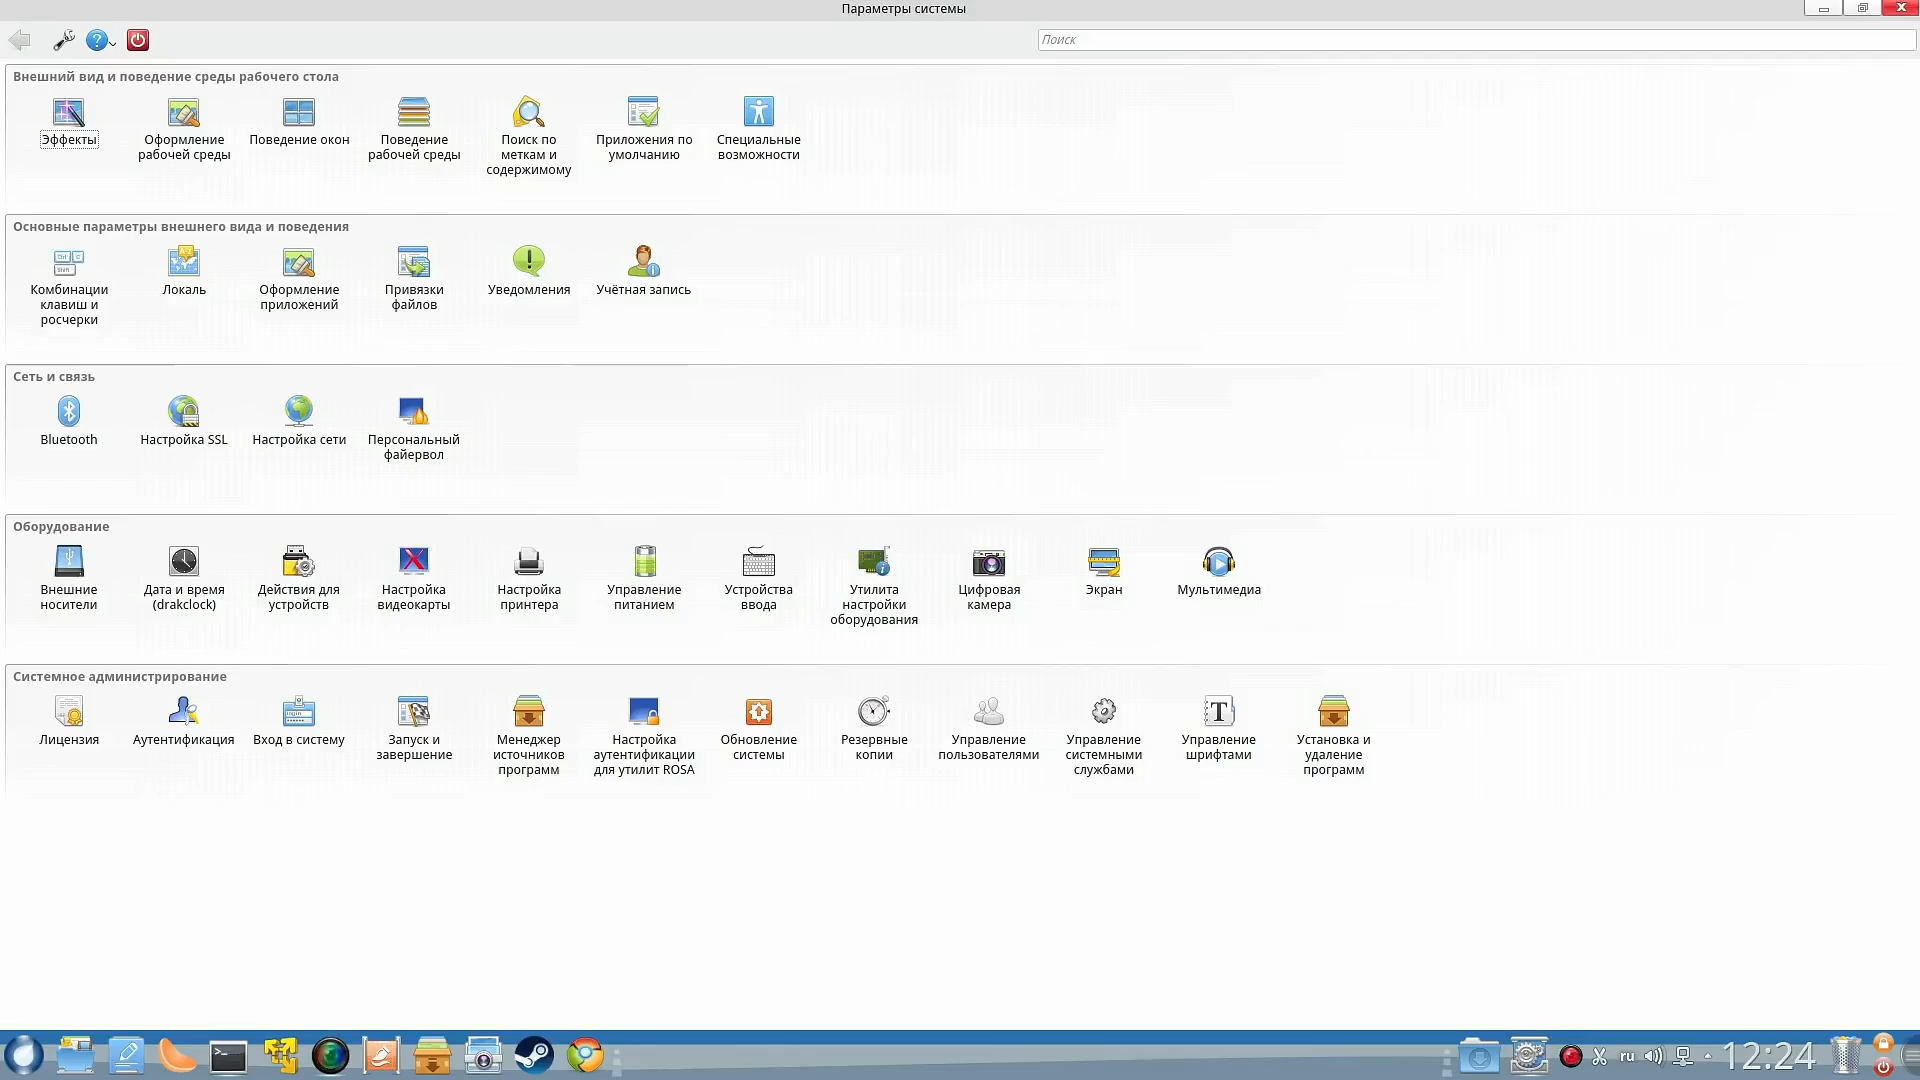 Параметры системы
Поиск
Внешний вид и поведение среды рабочего стола
Эффекты
Оформление
рабочей среды
Поведение окон
Поведение
рабочей среды
Поиск по
меткам и
содержимому
Приложения по
умолчанию
Специальные
возможности
Основные параметры внешнего вида и поведения
Комбинации
клавиш и
росчерки
Локаль
Оформление
приложений
Привязки
файлов
Уведомления
Учётная запись
Сеть и связь
Bluetooth
Настройка SSL
Настройка сети
Персональный
файервол
Оборудование
Внешние
носители
Дата и время
(drakclock)
Действия для
устройств
Настройка
видеокарты
Настройка
принтера
Управление
питанием
Устройства
ввода
Утилита
настройки
оборудования
Цифровая
камера
Экран
Мультимедиа
Системное администрирование
Лицензия
Аутентификация
Вход в систему
Запуск и
завершение
Менеджер
источников
программ
Настройка
аутентификации
для утилит ROSA
Обновление
системы
Резервные
копии
Управление
пользователями
Управление
системными
службами
Управление
шрифтами
Установка и
удаление
программ
ru
12:24